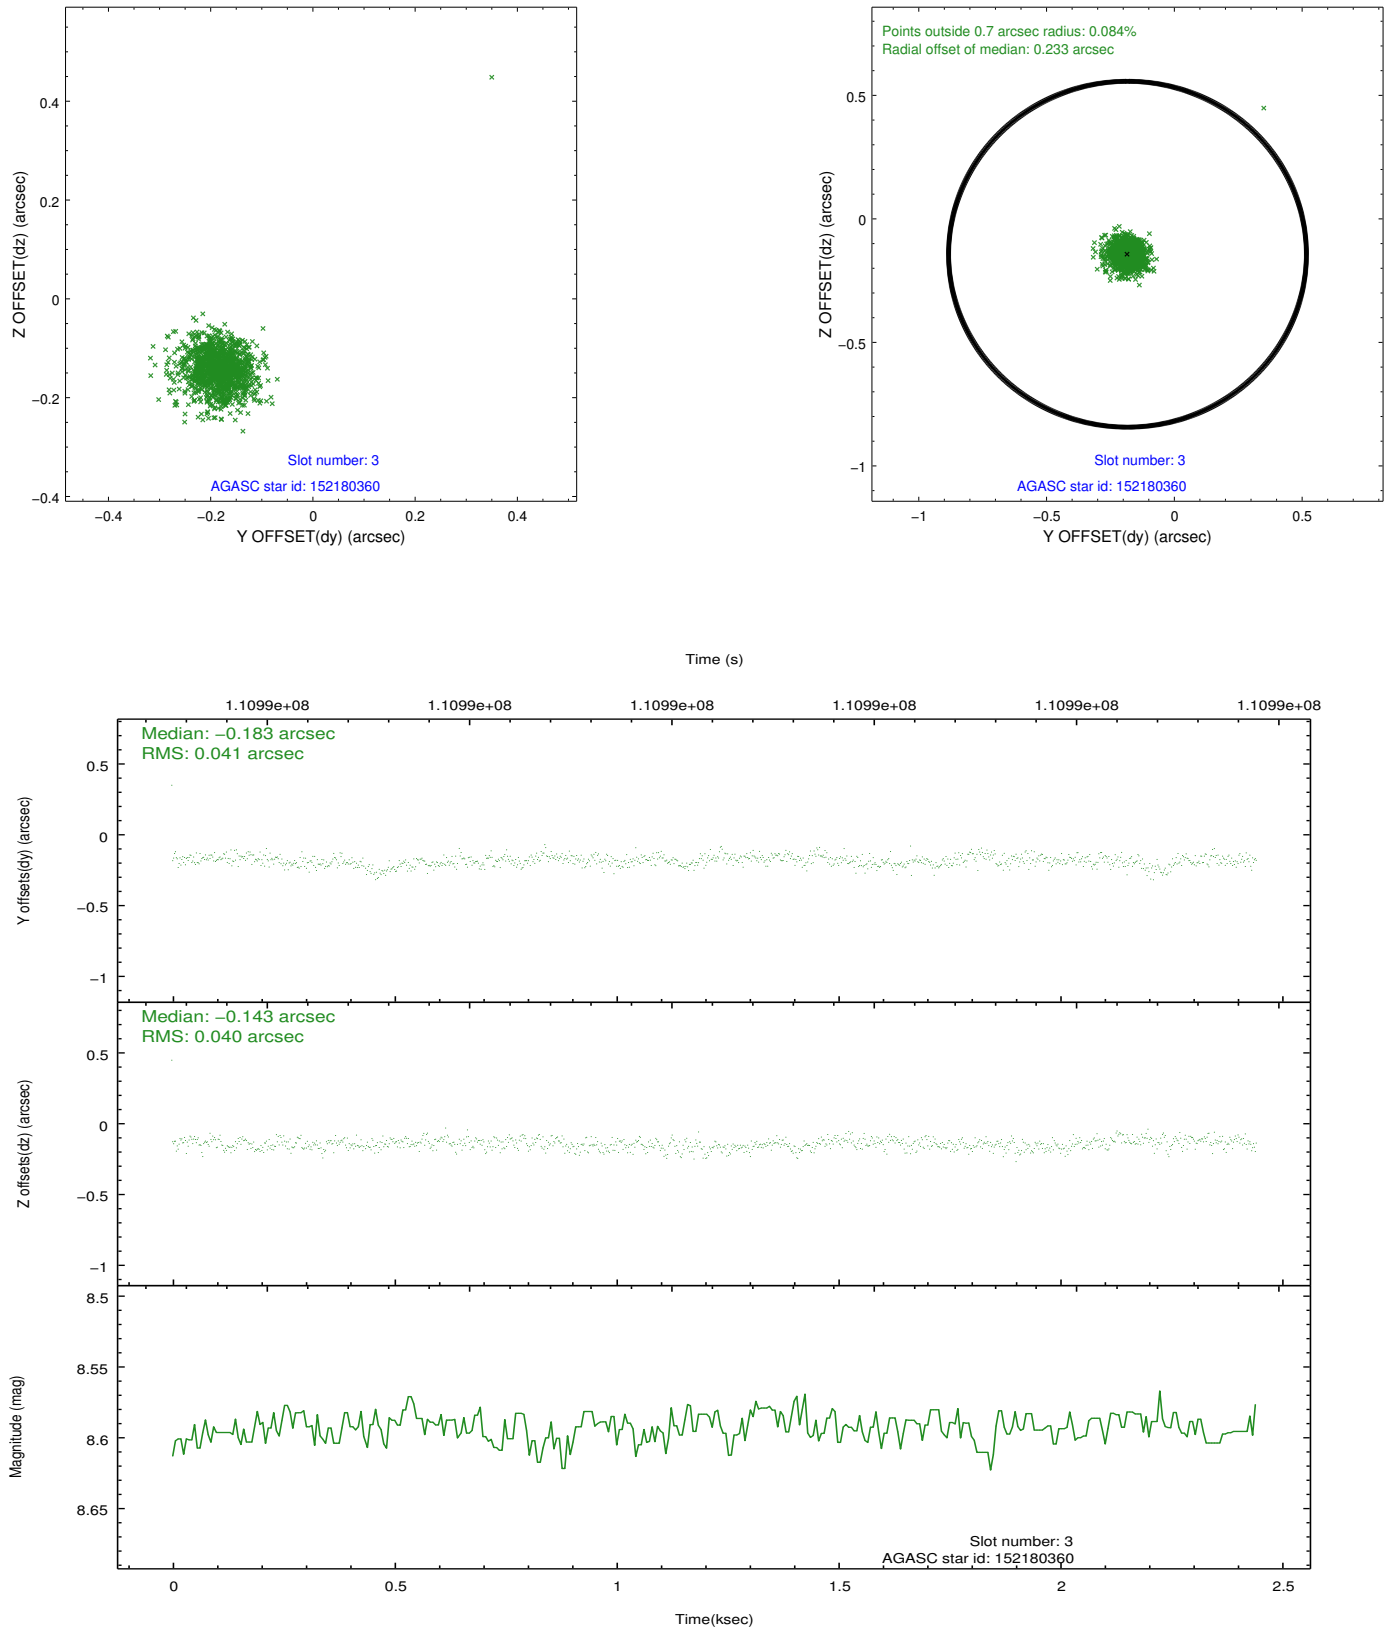 0.4
0.2
0
−0.2
−0.4
−0.4
−0.2
0
0.2
0.4
Z OFFSET(dz) (arcsec)
Y OFFSET(dy) (arcsec)
Slot number: 3
AGASC star id: 152180360
Points outside 0.7 arcsec radius: 0.084%
Radial offset of median: 0.233 arcsec
0.5
0
−0.5
−1
−1
−0.5
0
0.5
Z OFFSET(dz) (arcsec)
Y OFFSET(dy) (arcsec)
Slot number: 3
AGASC star id: 152180360
Time (s)
1.1099e+08 1.1099e+08 1.1099e+08 1.1099e+08 1.1099e+08 1.1099e+08
Median: −0.183 arcsec
RMS: 0.041 arcsec
0.5
0
−0.5
−1
Y offsets(dy) (arcsec)
Median: −0.143 arcsec
RMS: 0.040 arcsec
0.5
0
−0.5
−1
Z offsets(dz) (arcsec)
8.5
8.55
8.6
8.65
Magnitude (mag)
Slot number: 3
AGASC star id: 152180360
0 0.5 1 1.5 2 2.5
Time(ksec)